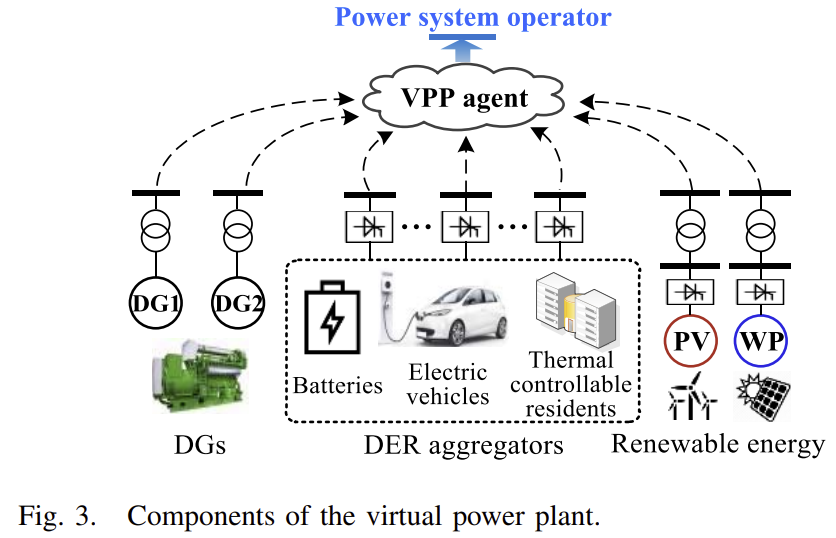 Power system operator
VPP agent
DG1 DG2
PV WP
Batteries
Electric
vehicles
Thermal
controllable
residents
DGs
DER aggregators
Renewable energy
Fig. 3. Components of the virtual power plant.